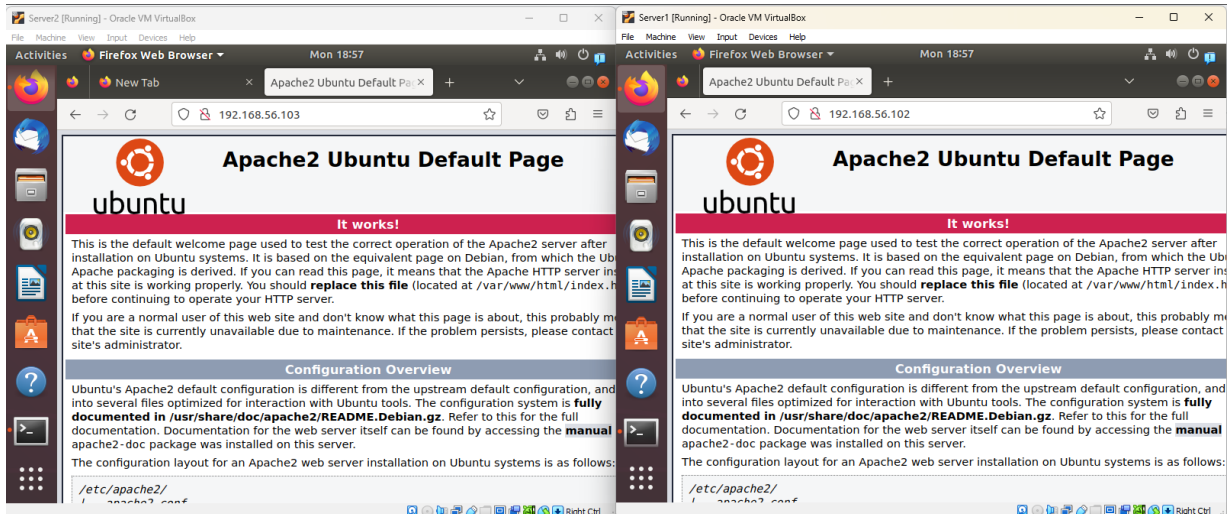 Server2 [Running] - Oracle VM VirtualBox
File Machine View Input Devices Help
Activities Firefox Web Browser Mon 18:57
New Tab Apache2 Ubuntu Default Pag
192.168.56.103
ubuntu
Apache2 Ubuntu Default Page
It works!
This is the default welcome page used to test the correct operation of the Apache2 server after
installation on Ubuntu systems. It is based on the equivalent page on Debian, from which the Ubu
Apache packaging is derived. If you can read this page, it means that the Apache HTTP server ins
at this site is working properly. You should replace this file (located at /var/www/html/index.h
before continuing to operate your HTTP server.
If you are a normal user of this web site and don't know what this page is about, this probably me
that the site is currently unavailable due to maintenance. If the problem persists, please contact
site's administrator.
Configuration Overview
Ubuntu's Apache2 default configuration is different from the upstream default configuration, and
into several files optimized for interaction with Ubuntu tools. The configuration system is fully
documented in /usr/share/doc/apache2/README.Debian.gz. Refer to this for the full
documentation. Documentation for the web server itself can be found by accessing the manual
apache2-doc package was installed on this server.
The configuration layout for an Apache2 web server installation on Ubuntu systems is as follows:
/etc/apache2/
|-- apache2.conf
Right Ctrl
Server1 [Running] - Oracle VM VirtualBox
File Machine View Input Devices Help
Activities Firefox Web Browser Mon 18:57
Apache2 Ubuntu Default Pag
192.168.56.102
ubuntu
Apache2 Ubuntu Default Page
It works!
This is the default welcome page used to test the correct operation of the Apache2 server after
installation on Ubuntu systems. It is based on the equivalent page on Debian, from which the Ubu
Apache packaging is derived. If you can read this page, it means that the Apache HTTP server ins
at this site is working properly. You should replace this file (located at /var/www/html/index.h
before continuing to operate your HTTP server.
If you are a normal user of this web site and don't know what this page is about, this probably me
that the site is currently unavailable due to maintenance. If the problem persists, please contact
site's administrator.
Configuration Overview
Ubuntu's Apache2 default configuration is different from the upstream default configuration, and
into several files optimized for interaction with Ubuntu tools. The configuration system is fully
documented in /usr/share/doc/apache2/README.Debian.gz. Refer to this for the full
documentation. Documentation for the web server itself can be found by accessing the manual
apache2-doc package was installed on this server.
The configuration layout for an Apache2 web server installation on Ubuntu systems is as follows:
/etc/apache2/
|-- apache2.conf
Right Ctrl